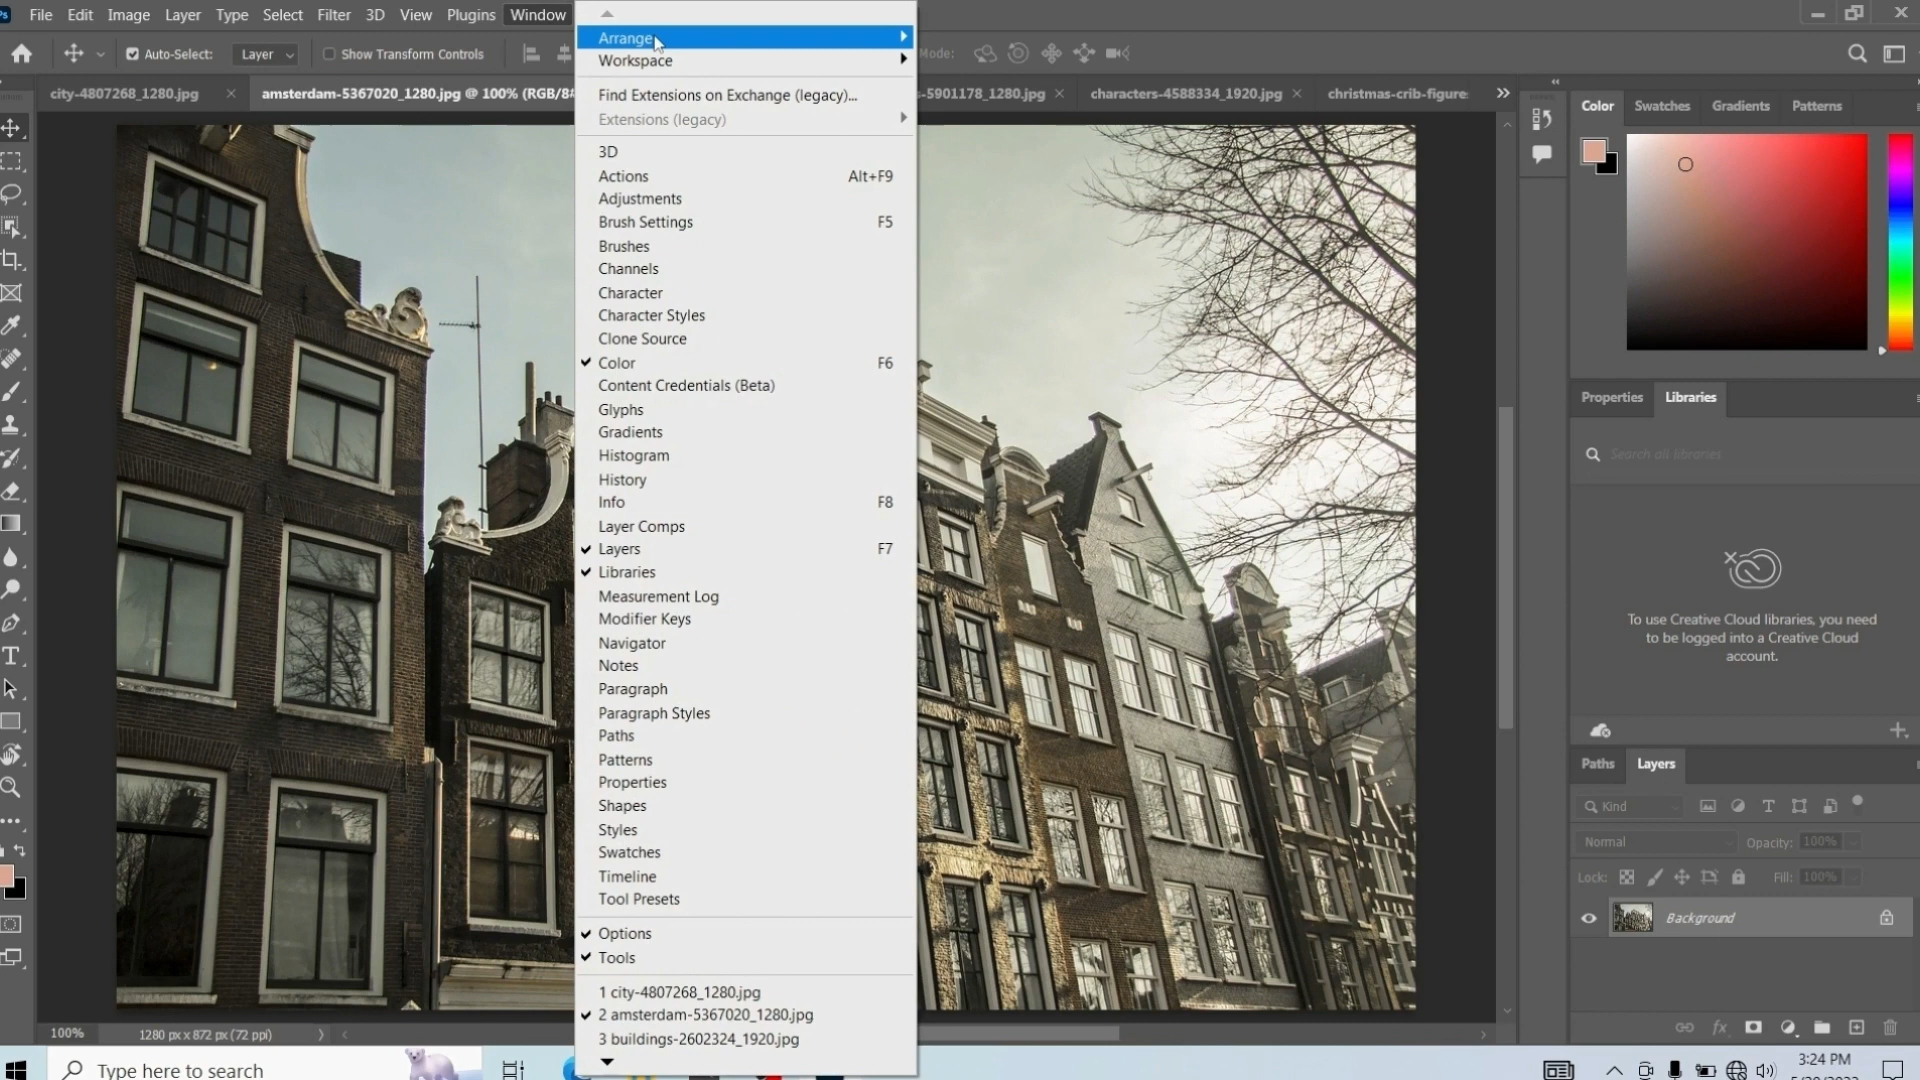 Ps File Edit Image Layer Type Select Filter 3D View Plugins Window
Auto-Select: Layer Show Transform Controls Mode:
city-4807268_1280.jpg amsterdam-5367020_1280.jpg @ 100% (RGB/8# s-5901178_1280.jpg characters-4588334_1920.jpg christmas-crib-figure
Arrange
Workspace
Find Extensions on Exchange (legacy)...
Extensions (legacy)
3D
Actions Alt+F9
Adjustments
Brush Settings F5
Brushes
Channels
Character
Character Styles
Clone Source
Color F6
Content Credentials (Beta)
Glyphs
Gradients
Histogram
History
Info F8
Layer Comps
Layers F7
Libraries
Measurement Log
Modifier Keys
Navigator
Notes
Paragraph
Paragraph Styles
Paths
Patterns
Properties
Shapes
Styles
Swatches
Timeline
Tool Presets
Options
Tools
1 city-4807268_1280.jpg
2 amsterdam-5367020_1280.jpg
3 buildings-2602324_1920.jpg
Color Swatches Gradients Patterns
Properties Libraries
Search all libraries
To use Creative Cloud libraries, you need
to be logged into a Creative Cloud
account.
Paths Layers
Kind
Normal Opacity: 100%
Lock: Fill: 100%
Background
100% 1280 px x 872 px (72 ppi)
Type here to search
3:24 PM